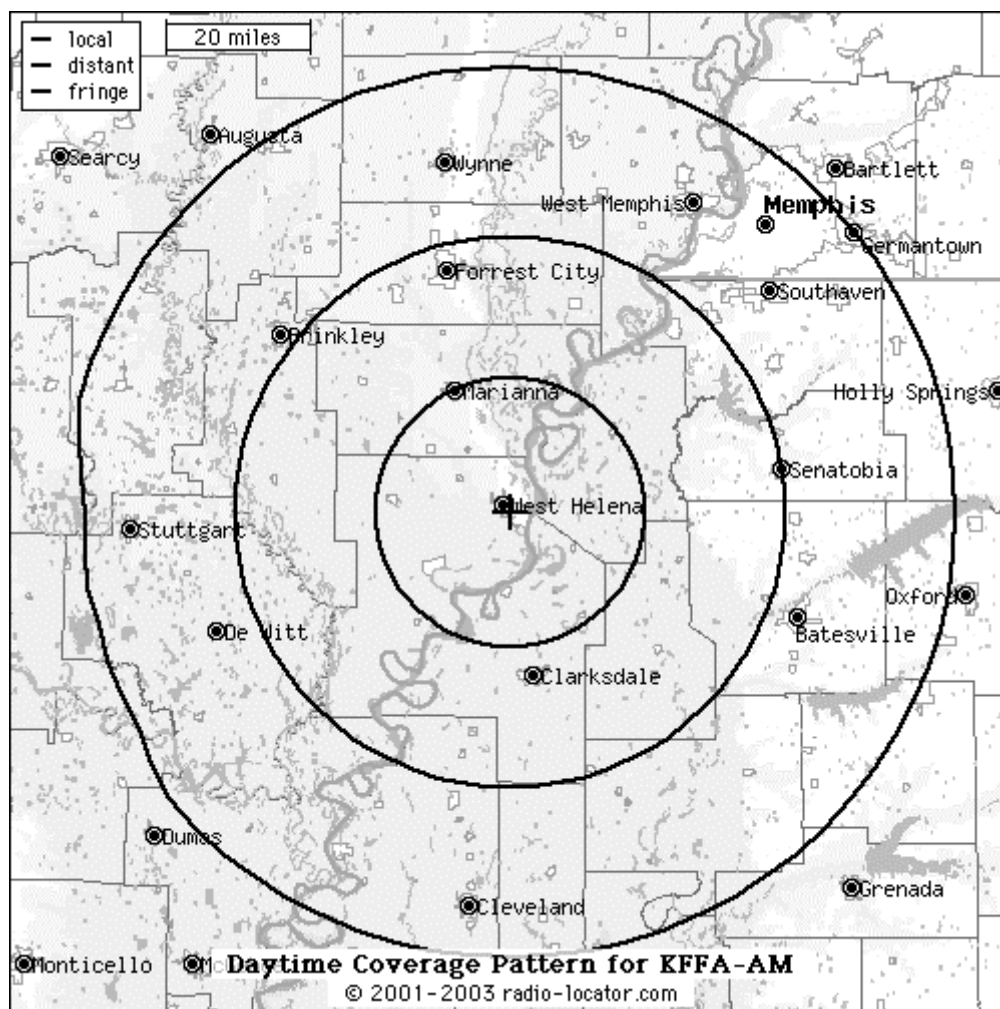 local
20 miles
distant
fringe
Augusta
Searcy
Wynne
Bartlett
West Memphis
Memphis
Germantown
Forrest City
Southaven
Brinkley
Marianna
Holly Springs
Senatobia
West Helena
Stuttgart
Oxford
De Witt
Batesville
Clarksdale
Dumas
Grenada
Cleveland
Monticello
Daytime Coverage Pattern for KFFA-AM
© 2001-2003 radio-locator.com